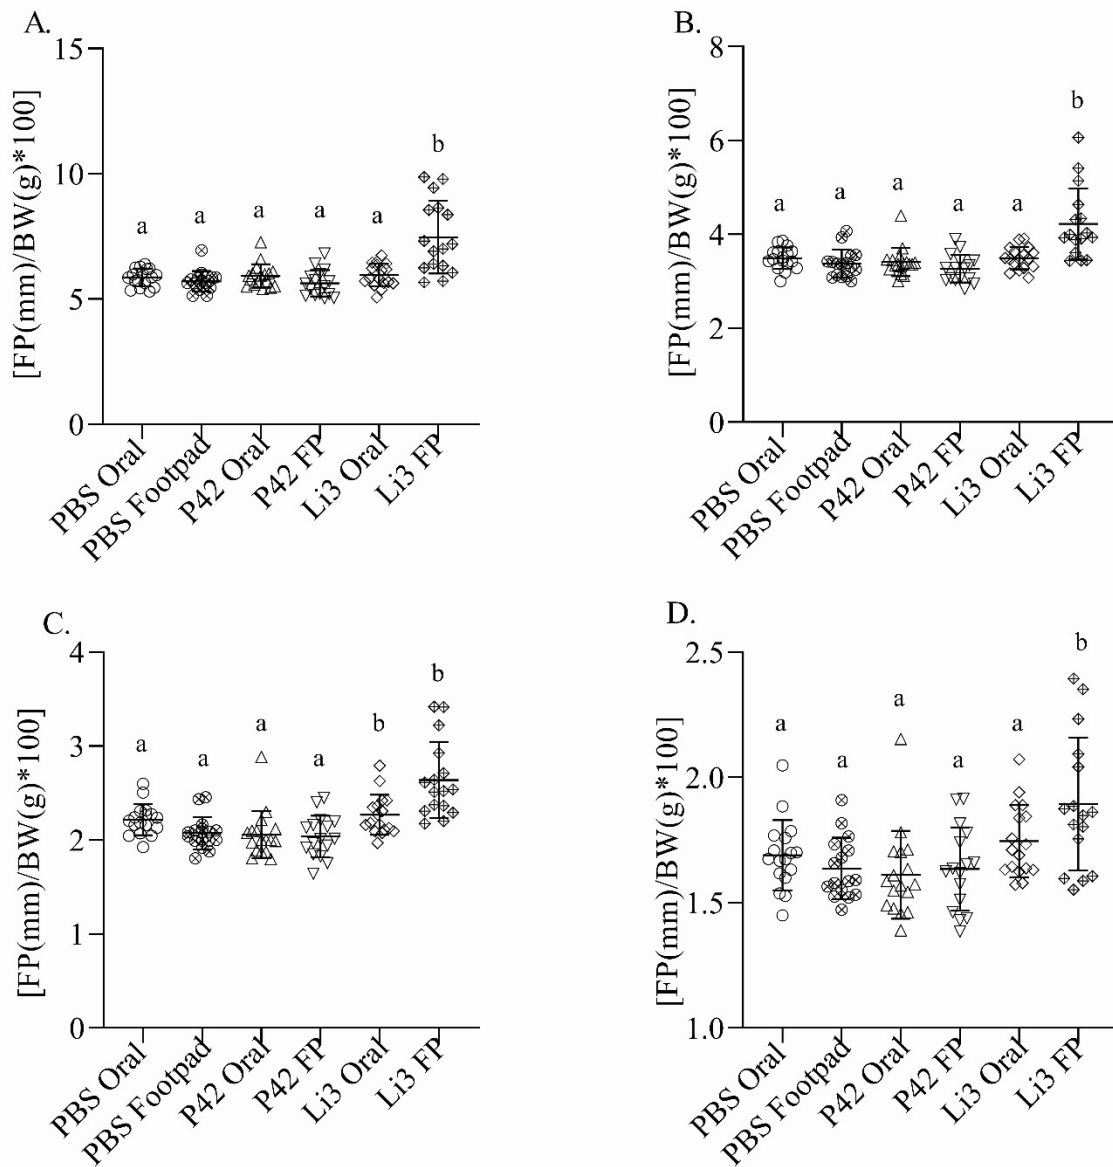 A.
[FP(mm)/BW(g)*100]
15
10
5
0
a
a
a
a
a
b
PBS Oral
PBS Footpad
P42 Oral
P42 FP
Li3 Oral
Li3 FP
B.
[FP(mm)/BW(g)*100]
8
6
4
2
0
a
a
a
a
a
b
PBS Oral
PBS Footpad
P42 Oral
P42 FP
Li3 Oral
Li3 FP
C.
[FP(mm)/BW(g)*100]
4
3
2
1
0
a
a
a
a
b
b
PBS Oral
PBS Footpad
P42 Oral
P42 FP
Li3 Oral
Li3 FP
D.
[FP(mm)/BW(g)*100]
2.5
2.0
1.5
1.0
a
a
a
a
a
b
PBS Oral
PBS Footpad
P42 Oral
P42 FP
Li3 Oral
Li3 FP